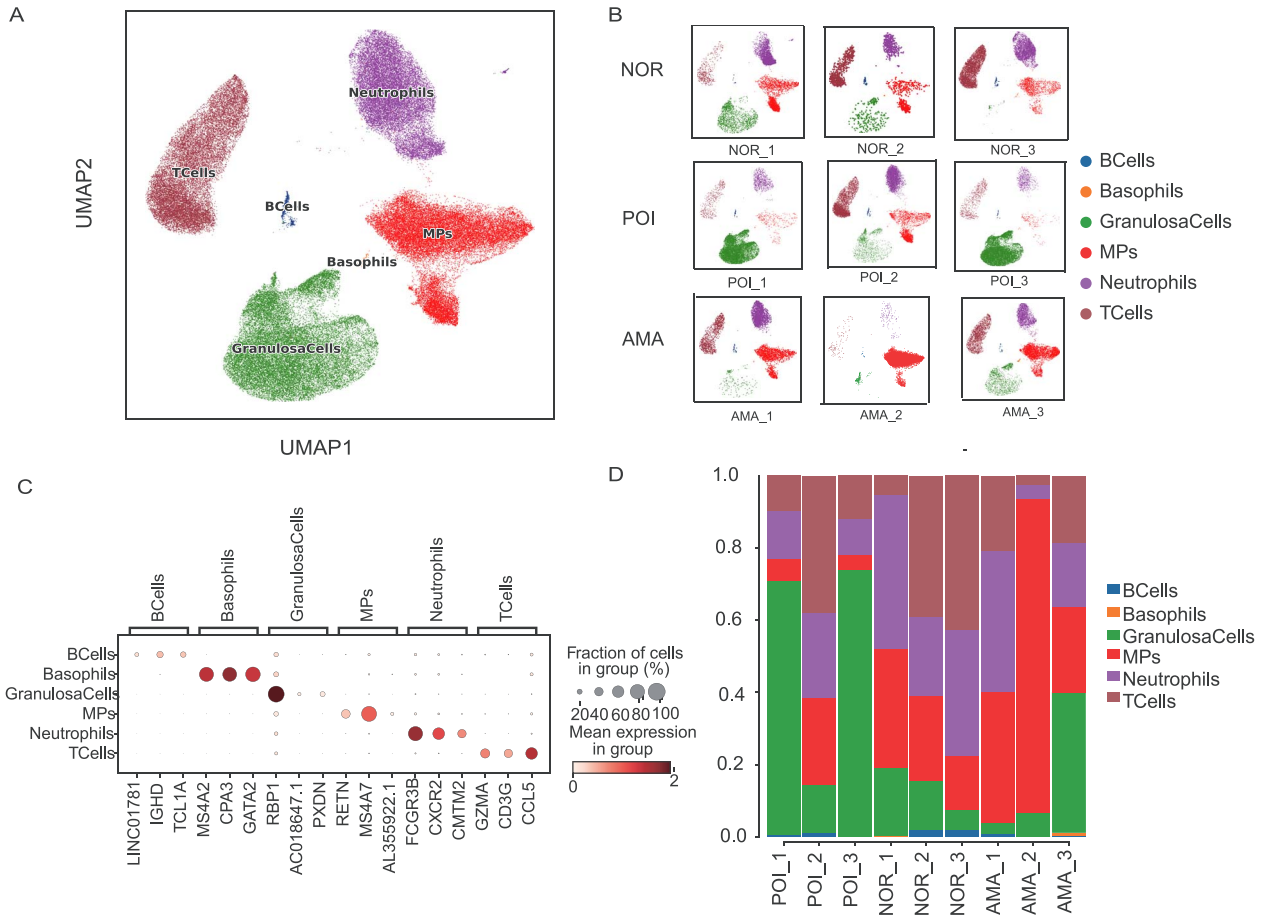 A
UMAP2
UMAP1
Neutrophils
TCells
BCells
MPs
Basophils
GranulosaCells
B
NOR
NOR_1
NOR_2
NOR_3
POI
POI_1
POI_2
POI_3
AMA
AMA_1
AMA_2
AMA_3
BCells
Basophils
GranulosaCells
MPs
Neutrophils
TCells
-
C
BCells
Basophils
GranulosaCells
MPs
Neutrophils
TCells
BCells
Basophils
GranulosaCells
MPs
Neutrophils
TCells
LINC01781
IGHD
TCL1A
MS4A2
CPA3
GATA2
RBP1
AC018647.1
PXDN
RETN
MS4A7
AL355922.1
FCGR3B
CXCR2
CMTM2
GZMA
CD3G
CCL5
Fraction of cells
in group (%)
20 40 60 80 100
Mean expression
in group
0 2
D
1.0
0.8
0.6
0.4
0.2
0.0
POI_1
POI_2
POI_3
NOR_1
NOR_2
NOR_3
AMA_1
AMA_2
AMA_3
BCells
Basophils
GranulosaCells
MPs
Neutrophils
TCells